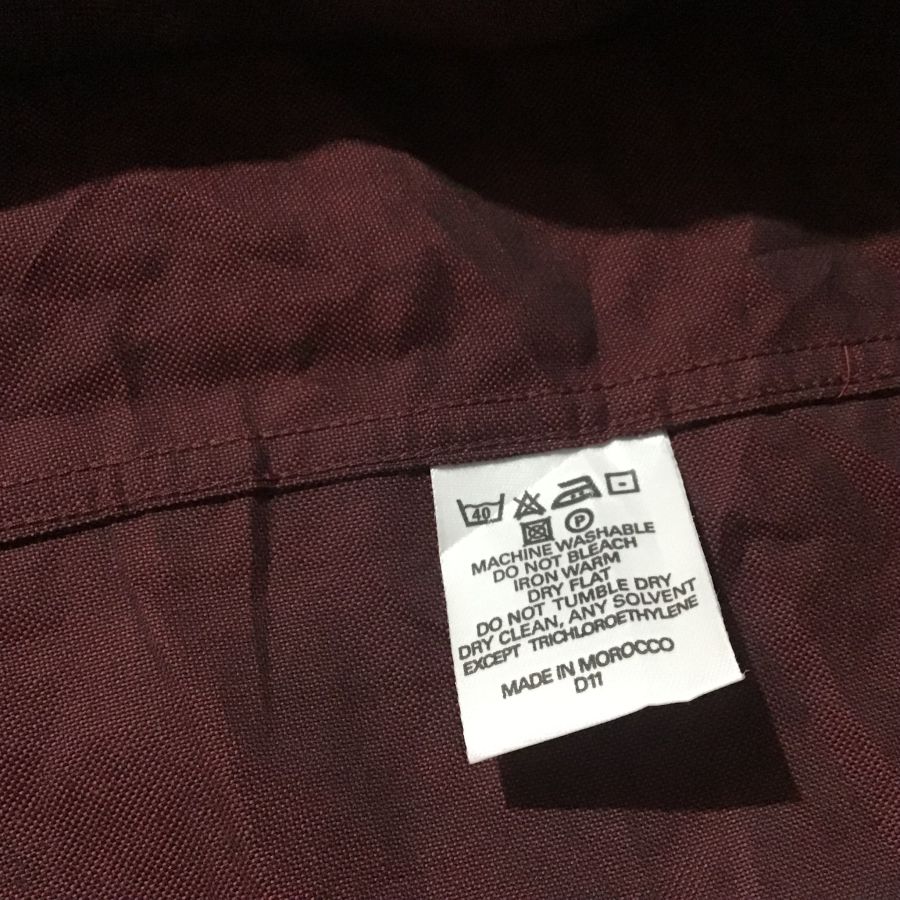 40
P
MACHINE WASHABLE
DO NOT BLEACH
IRON WARM
DRY FLAT
DO NOT TUMBLE DRY
DRY CLEAN, ANY SOLVENT
EXCEPT TRICHLOROETHYLENE
MADE IN MOROCCO
D11